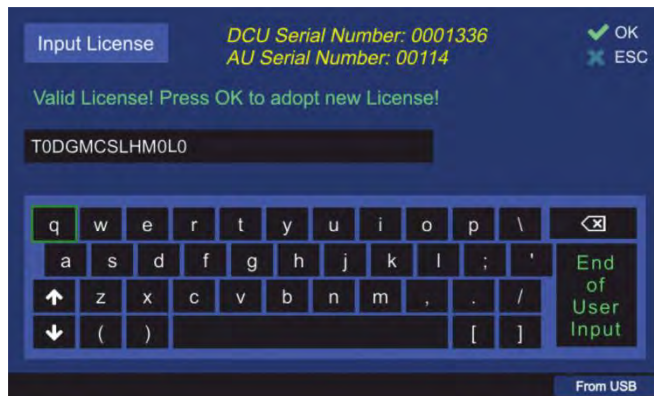 Input License
DCU Serial Number: 0001336
AU Serial Number: 00114
OK
ESC
Valid License! Press OK to adopt new License!
T0DGMCSLHM0L0
q w e r t y u i o p \
a s d f g h j k l ; '
End
of
User
Input
z x c v b n m , . /
( ) [ ]
From USB